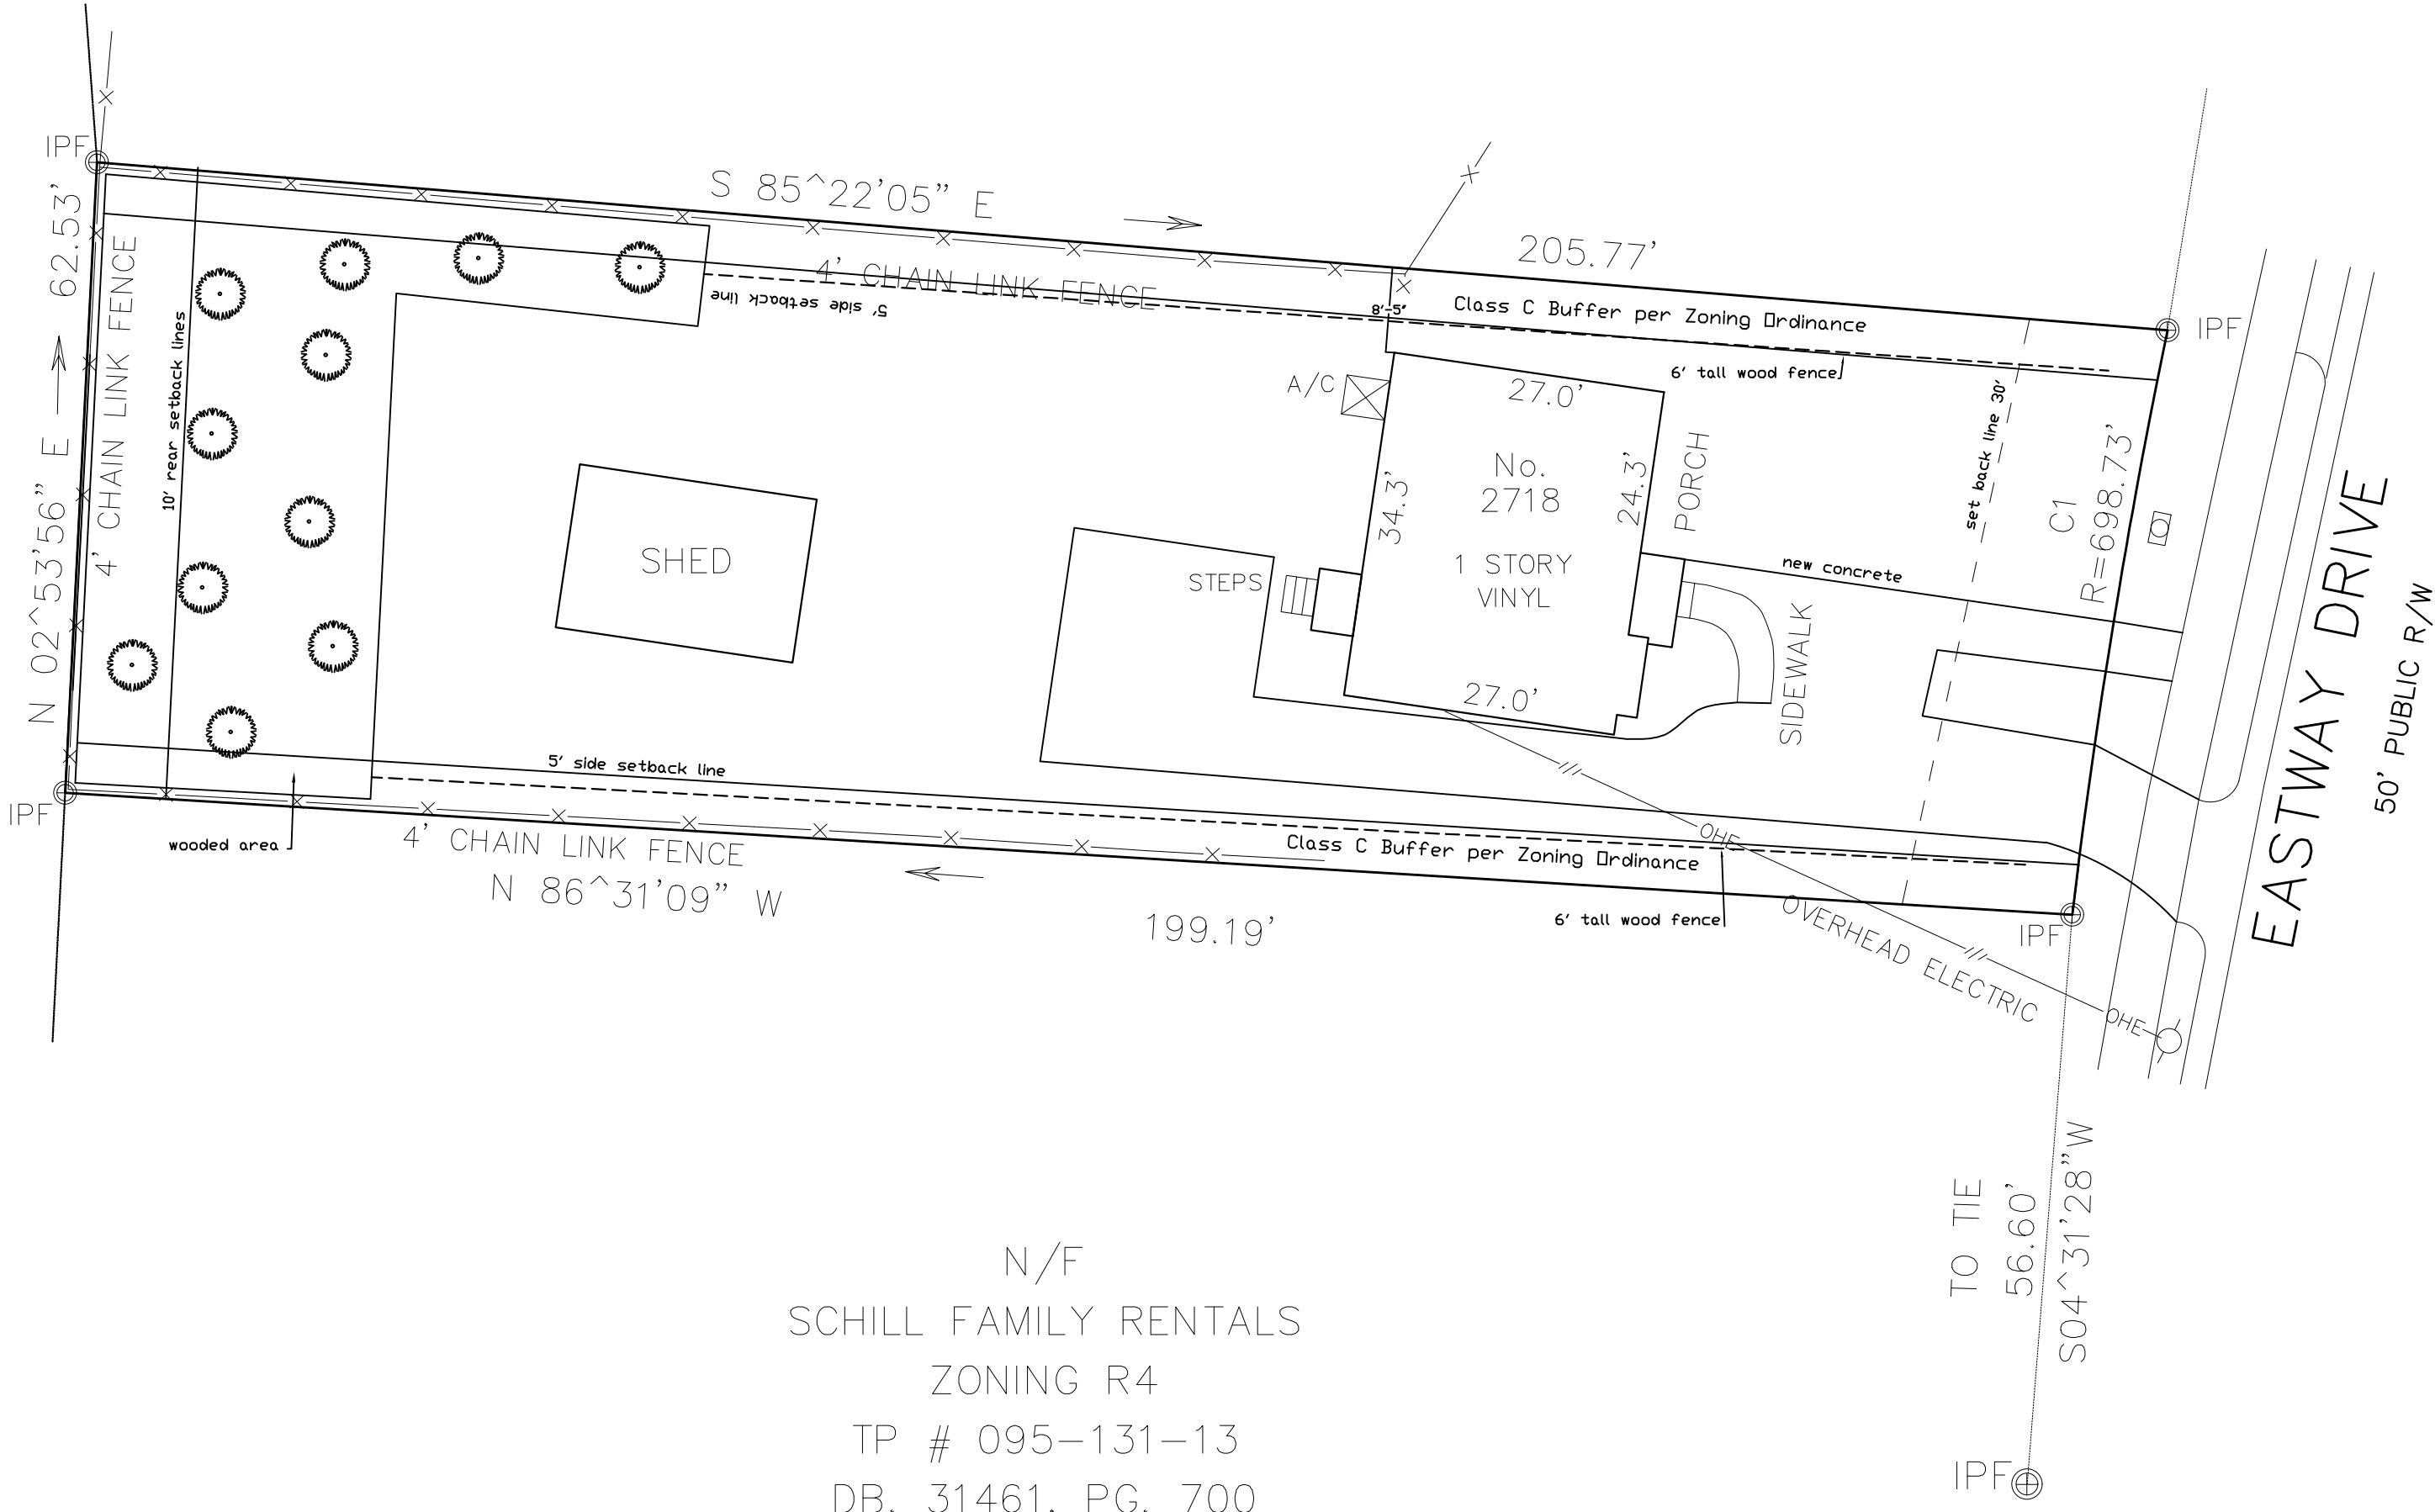 IPF
62.53'
N 02^53'56" E
4' CHAIN LINK FENCE
10' rear setback lines
S 85^22'05" E
205.77'
4' CHAIN LINK FENCE
5' side setback line
8'-5"
Class C Buffer per Zoning Ordinance
6' tall wood fence
IPF
A/C
27.0'
34.3'
No.
2718
1 STORY
VINYL
24.3'
PORCH
27.0'
STEPS
SHED
SIDEWALK
new concrete
set back line 30'
C1
R=698.73'
EASTWAY DRIVE
50' PUBLIC R/W
5' side setback line
IPF
wooded area
4' CHAIN LINK FENCE
N 86^31'09" W
199.19'
Class C Buffer per Zoning Ordinance
6' tall wood fence
OHE
OVERHEAD ELECTRIC
OHE
IPF
TO TIE
56.60'
S04^31'28"W
IPF
N/F
SCHILL FAMILY RENTALS
ZONING R4
TP # 095-131-13
DB. 31461, PG. 700